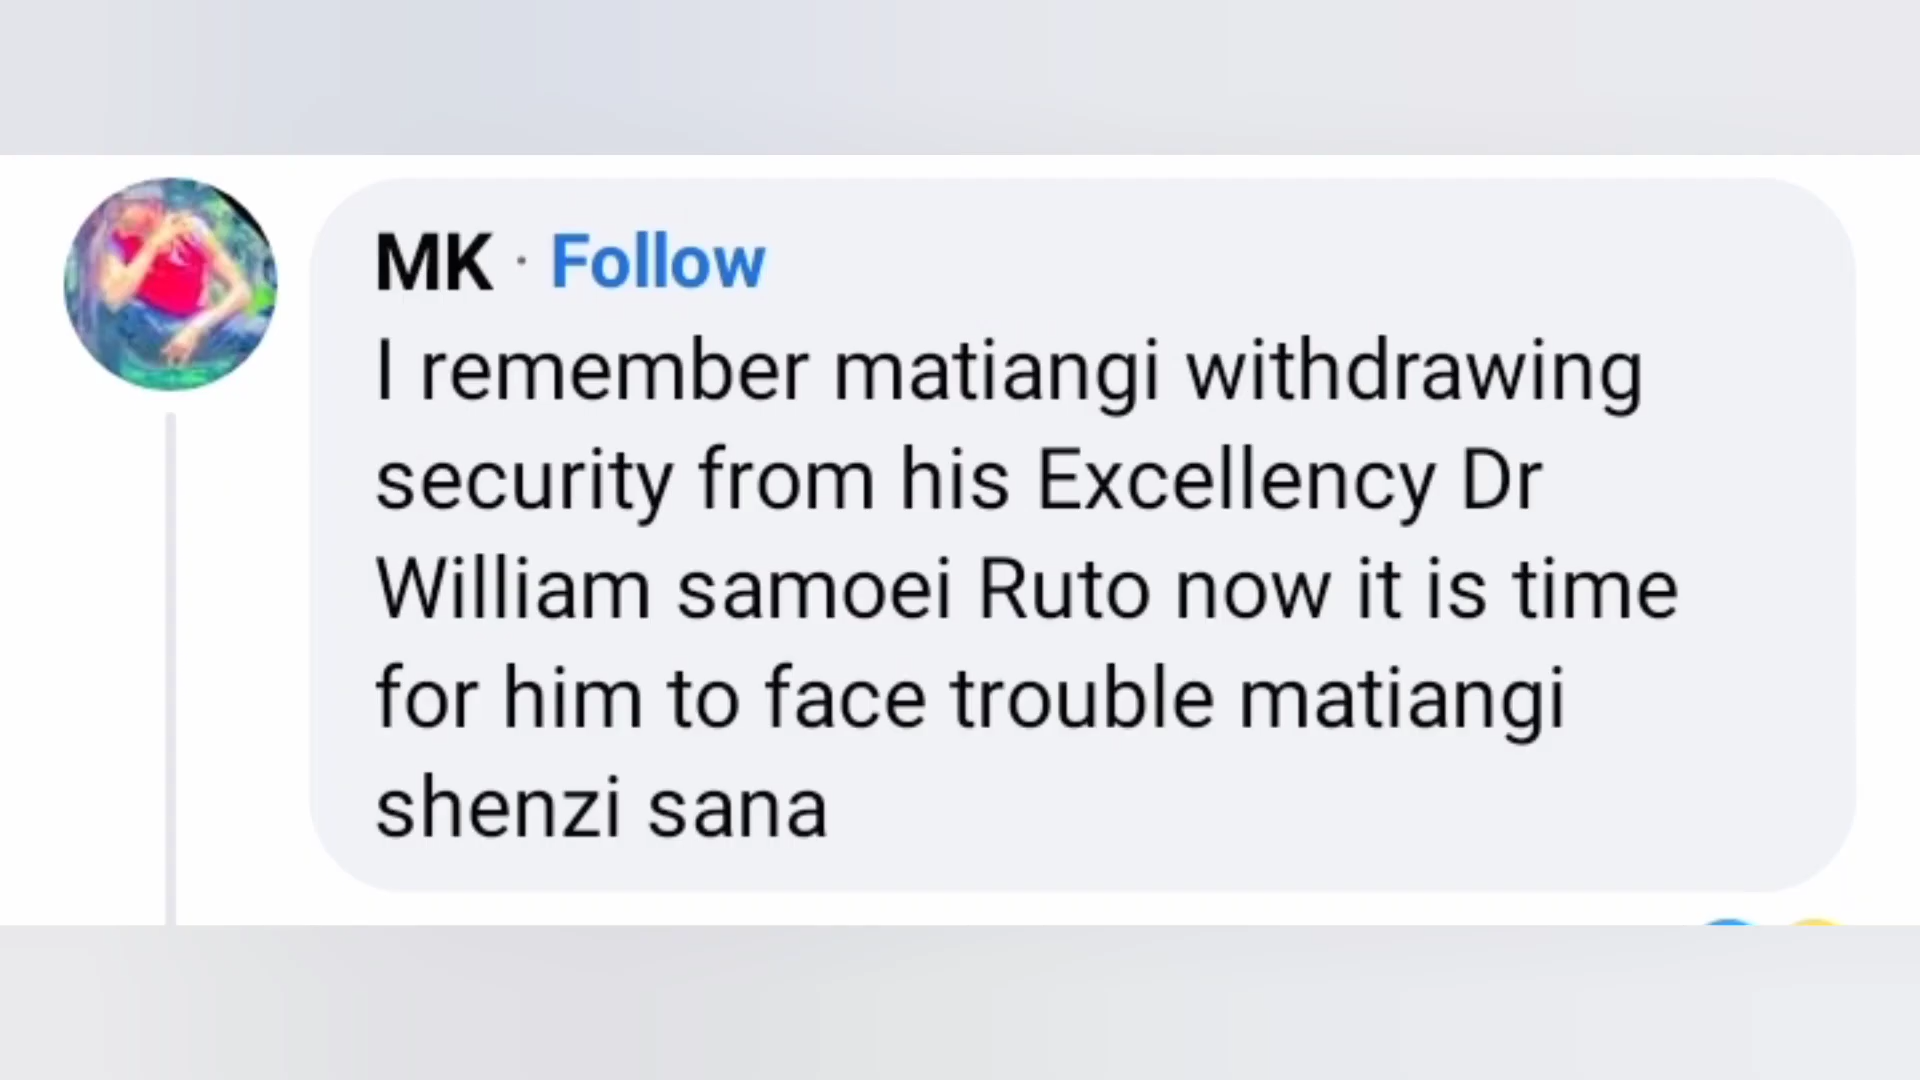 MK · Follow
I remember matiangi withdrawing
security from his Excellency Dr
William samoei Ruto now it is time
for him to face trouble matiangi
shenzi sana